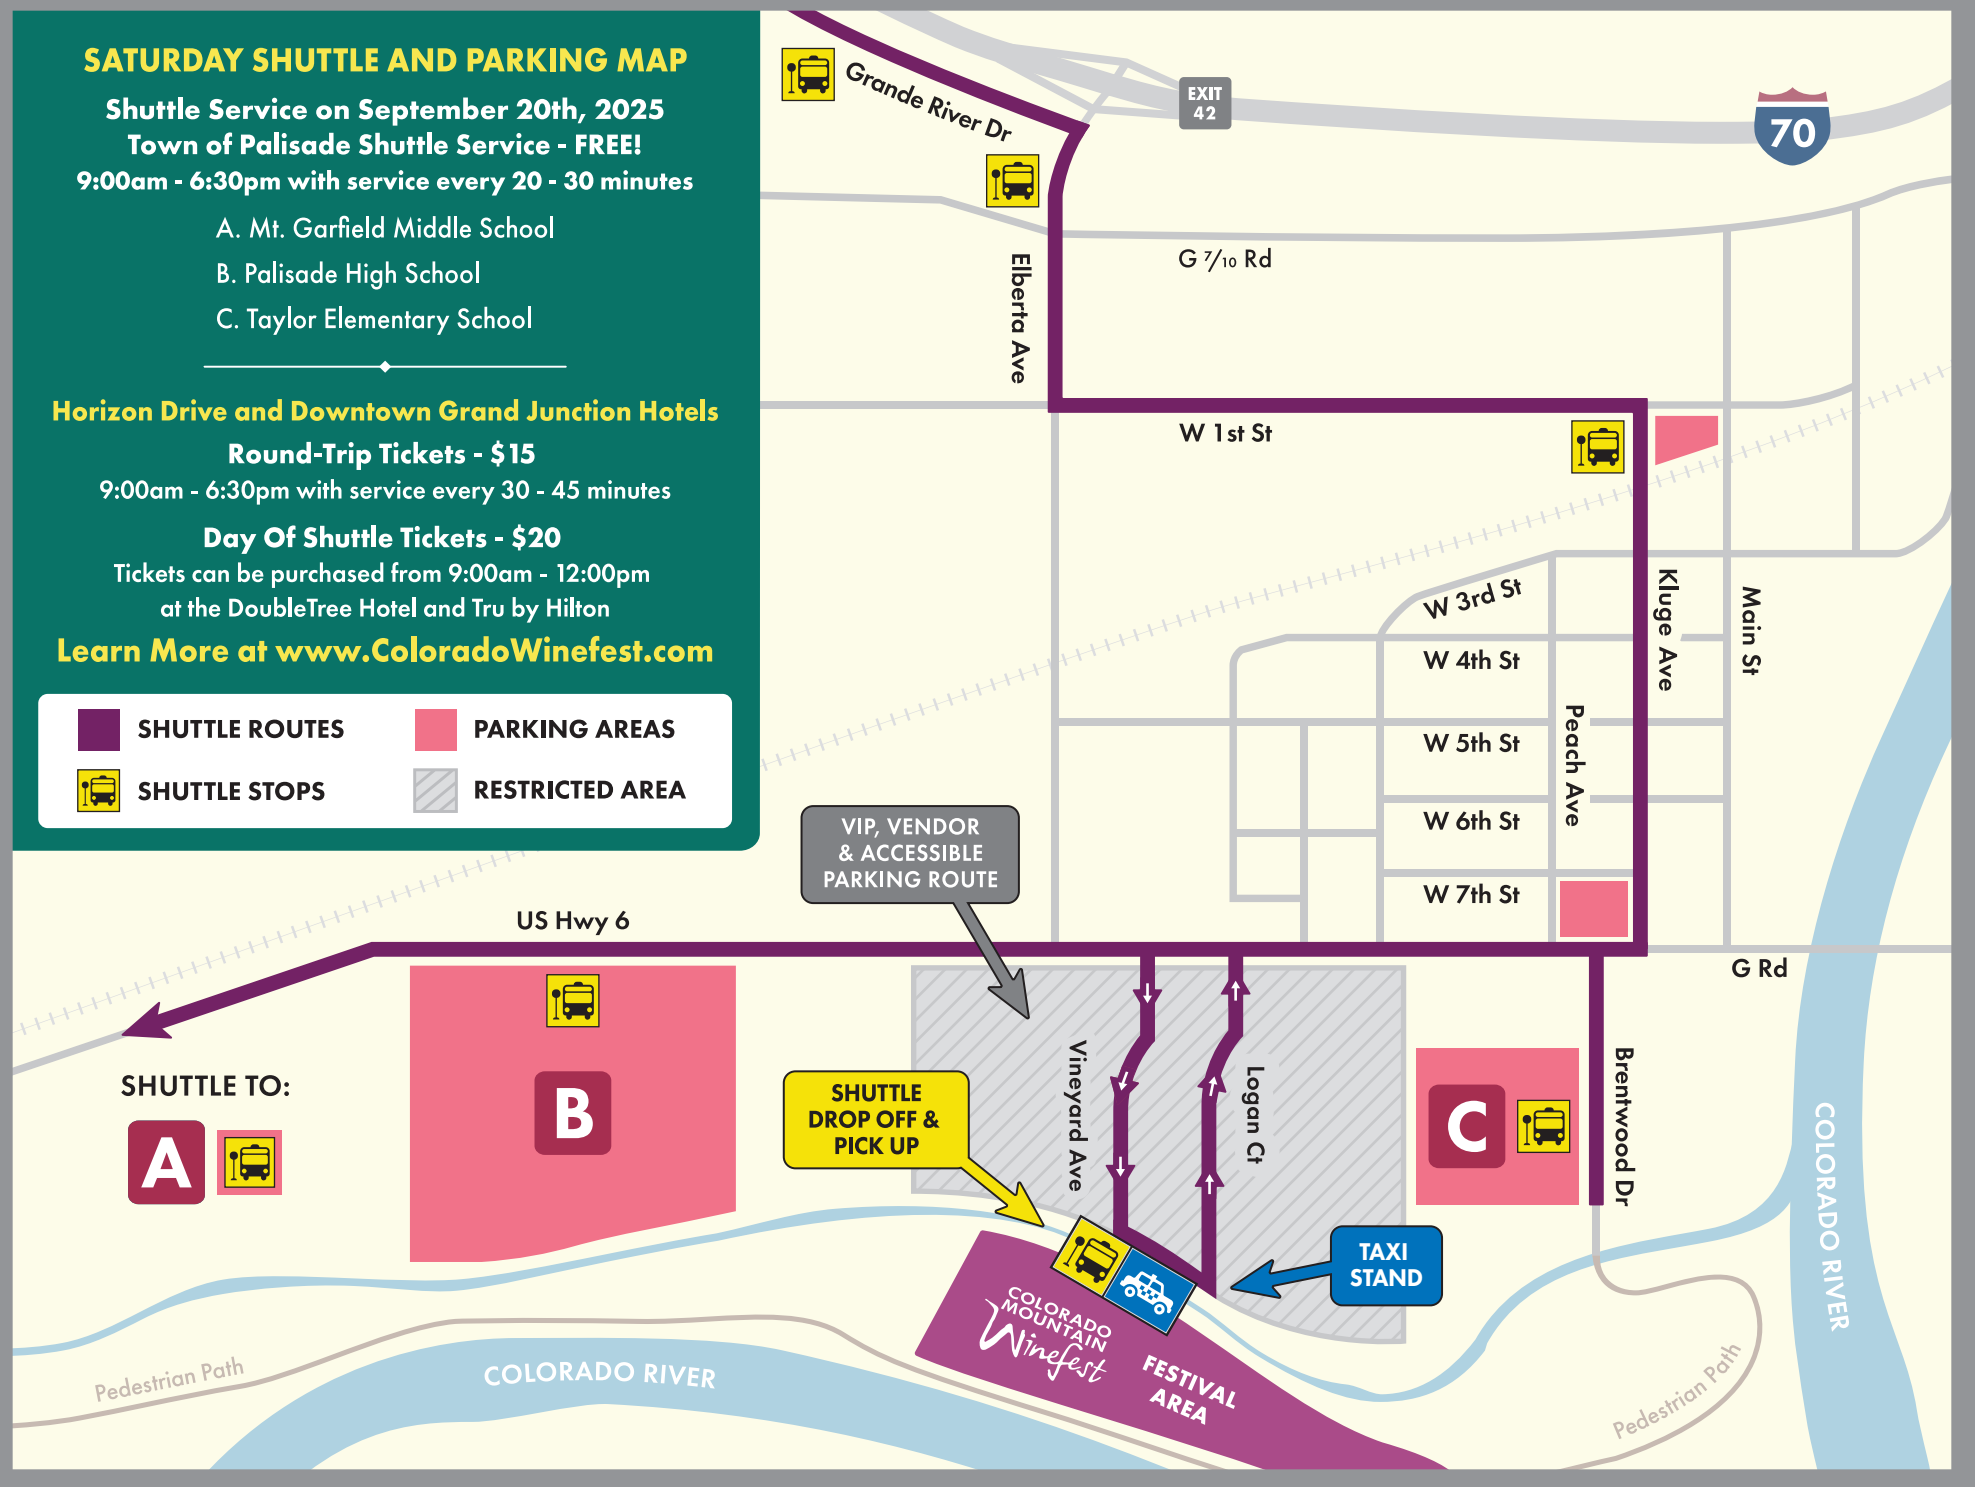 SATURDAY SHUTTLE AND PARKING MAP
Shuttle Service on September 20th, 2025
Town of Palisade Shuttle Service - FREE!
9:00am - 6:30pm with service every 20 - 30 minutes
A. Mt. Garfield Middle School
B. Palisade High School
C. Taylor Elementary School
Horizon Drive and Downtown Grand Junction Hotels
Round-Trip Tickets - $15
9:00am - 6:30pm with service every 30 - 45 minutes
Day Of Shuttle Tickets - $20
Tickets can be purchased from 9:00am - 12:00pm
at the DoubleTree Hotel and Tru by Hilton
Learn More at www.ColoradoWinefest.com
SHUTTLE ROUTES
PARKING AREAS
SHUTTLE STOPS
RESTRICTED AREA
Grande River Dr
EXIT
42
70
G 7/10 Rd
Elberta Ave
W 1st St
W 3rd St
W 4th St
W 5th St
W 6th St
W 7th St
Kluge Ave
Main St
Peach Ave
VIP, VENDOR
& ACCESSIBLE
PARKING ROUTE
US Hwy 6
G Rd
SHUTTLE TO:
A
B
SHUTTLE
DROP OFF &
PICK UP
Vineyard Ave
Logan Ct
C
Brentwood Dr
COLORADO RIVER
TAXI
STAND
COLORADO
MOUNTAIN
Winefest
FESTIVAL
AREA
Pedestrian Path
COLORADO RIVER
Pedestrian Path